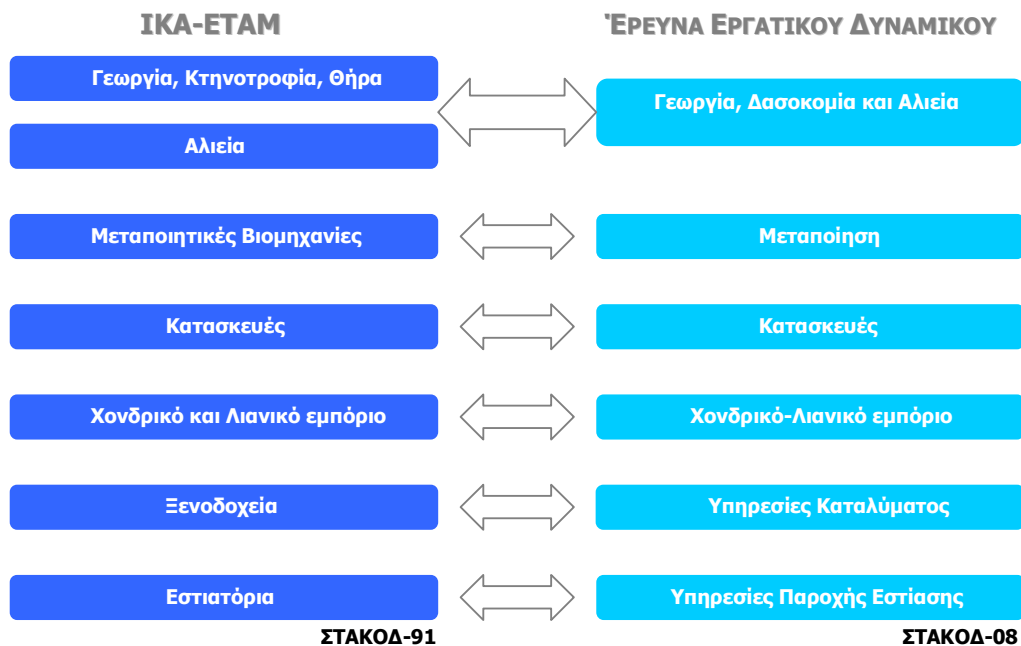 ΙΚΑ-ΕΤΑΜ
ΈΡΕΥΝΑ ΕΡΓΑΤΙΚΟΥ ΔΥΝΑΜΙΚΟΥ
Γεωργία, Κτηνοτροφία, Θήρα
Αλιεία
Γεωργία, Δασοκομία και Αλιεία
Μεταποιητικές Βιομηχανίες
Μεταποίηση
Κατασκευές
Κατασκευές
Χονδρικό και Λιανικό εμπόριο
Χονδρικό-Λιανικό εμπόριο
Ξενοδοχεία
Υπηρεσίες Καταλύματος
Εστιατόρια
Υπηρεσίες Παροχής Εστίασης
ΣΤΑΚΟΔ-91
ΣΤΑΚΟΔ-08